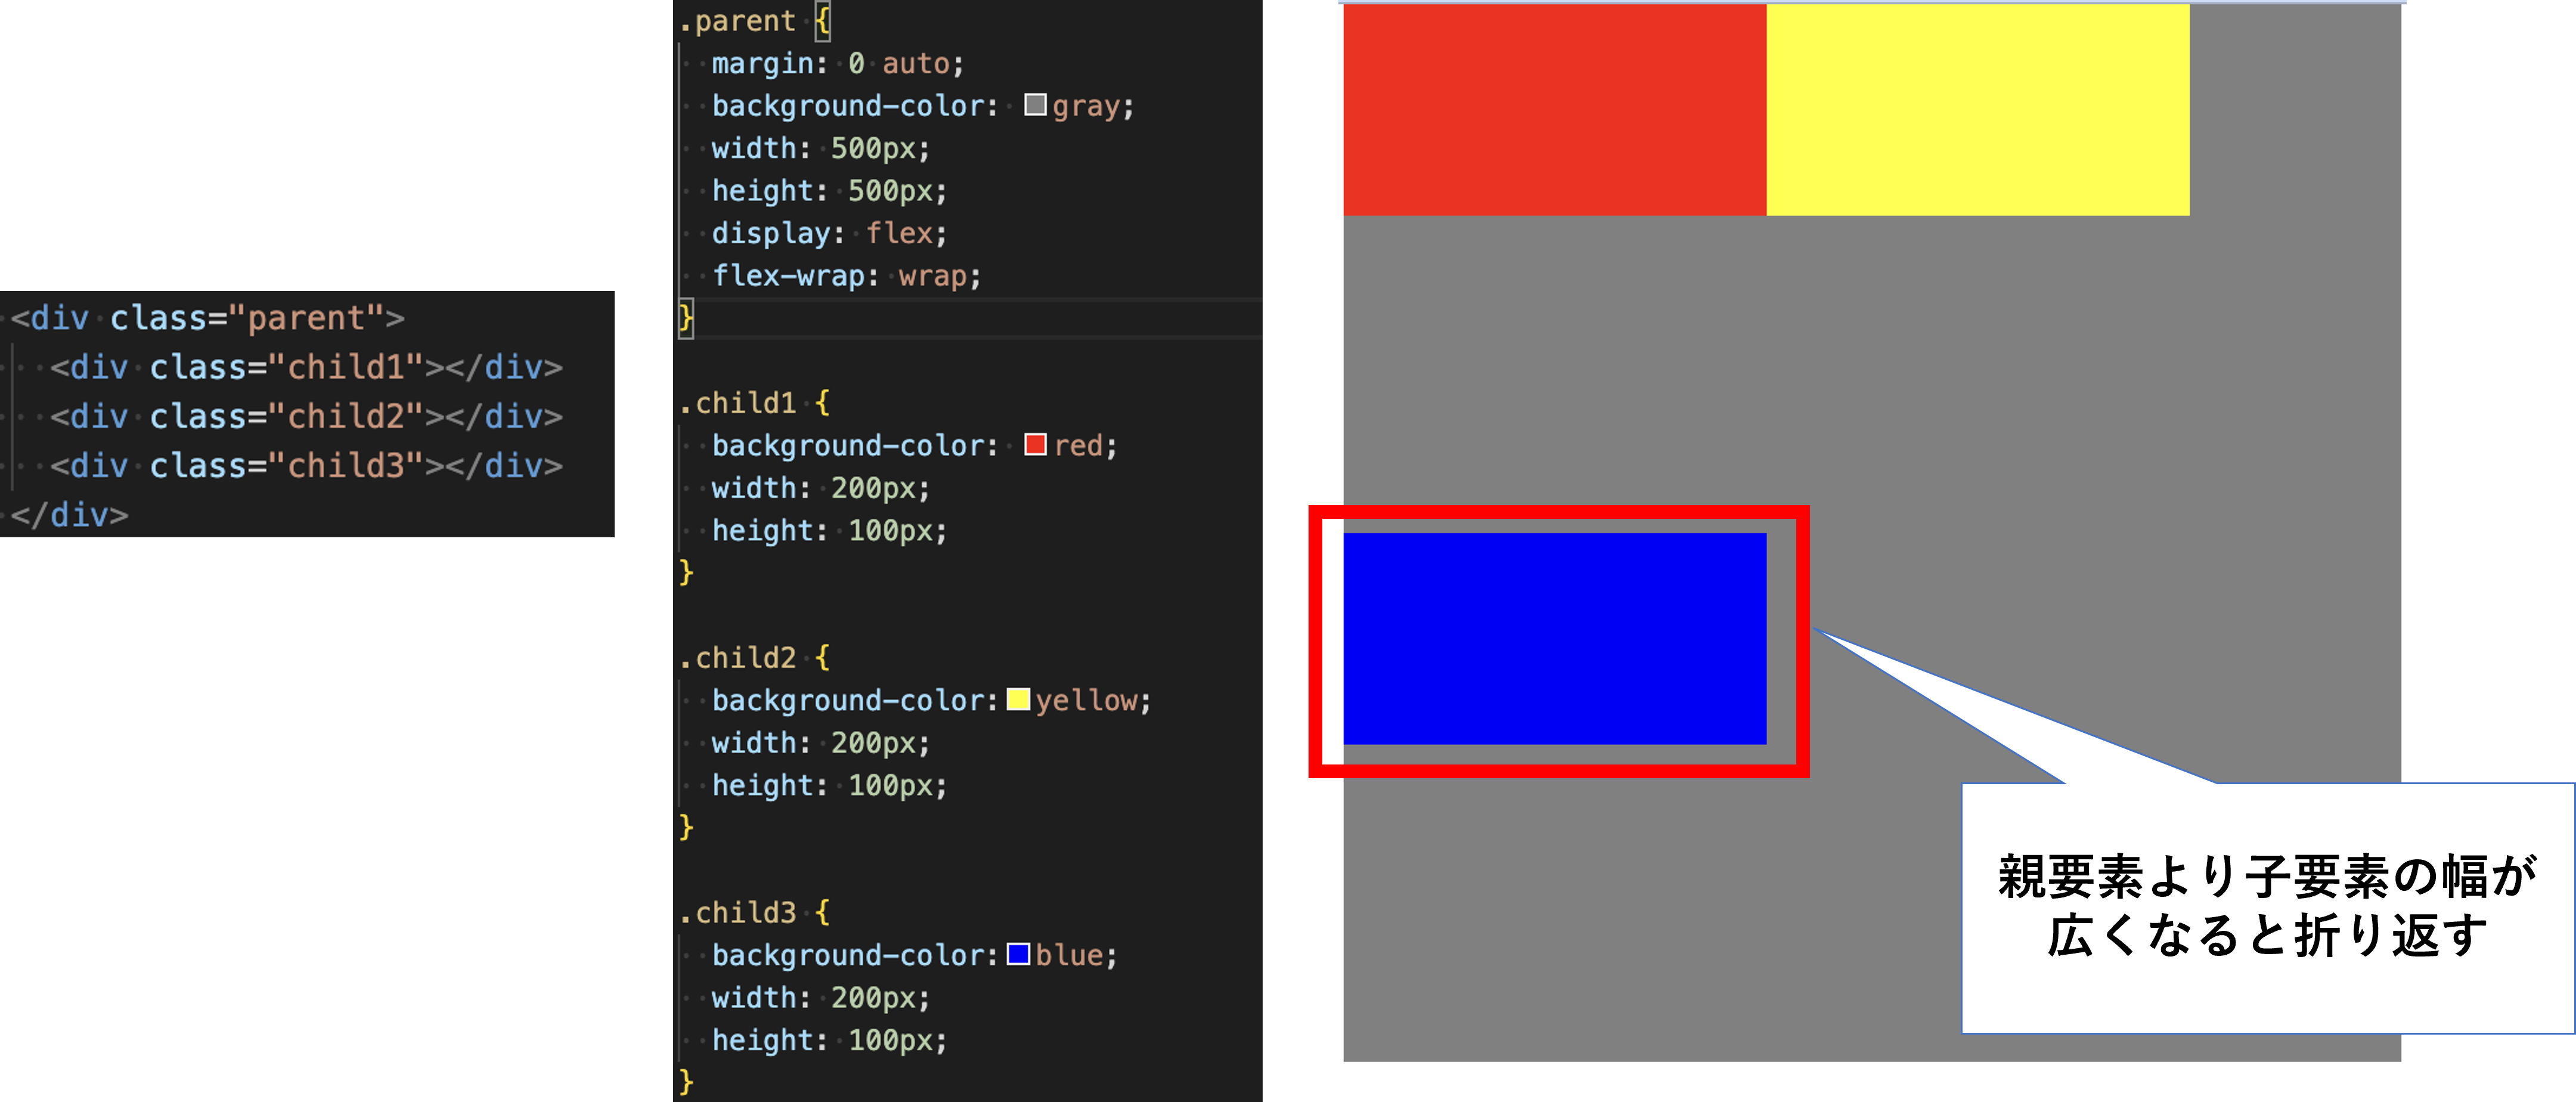 <div class="parent">
<div class="child1"></div>
<div class="child2"></div>
<div class="child3"></div>
</div>
.parent {
margin: 0 auto;
background-color: gray;
width: 500px;
height: 500px;
display: flex;
flex-wrap: wrap;
}
.child1 {
background-color: red;
width: 200px;
height: 100px;
}
.child2 {
background-color: yellow;
width: 200px;
height: 100px;
}
.child3 {
background-color: blue;
width: 200px;
height: 100px;
}
親要素より子要素の幅が
広くなると折り返す